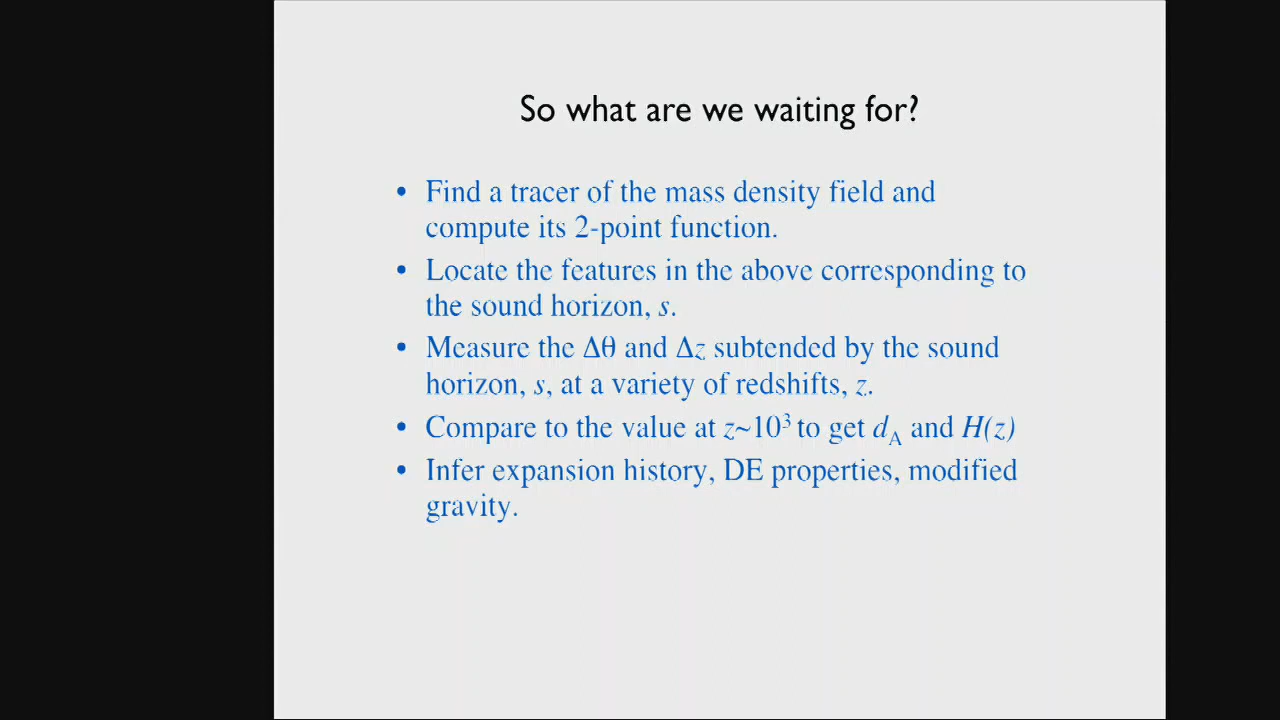 So what are we waiting for?
• Find a tracer of the mass density field and
compute its 2-point function.
• Locate the features in the above corresponding to
the sound horizon, s.
• Measure the Δθ and Δz subtended by the sound
horizon, s, at a variety of redshifts, z.
• Compare to the value at z~10³ to get d_A and H(z)
• Infer expansion history, DE properties, modified
gravity.